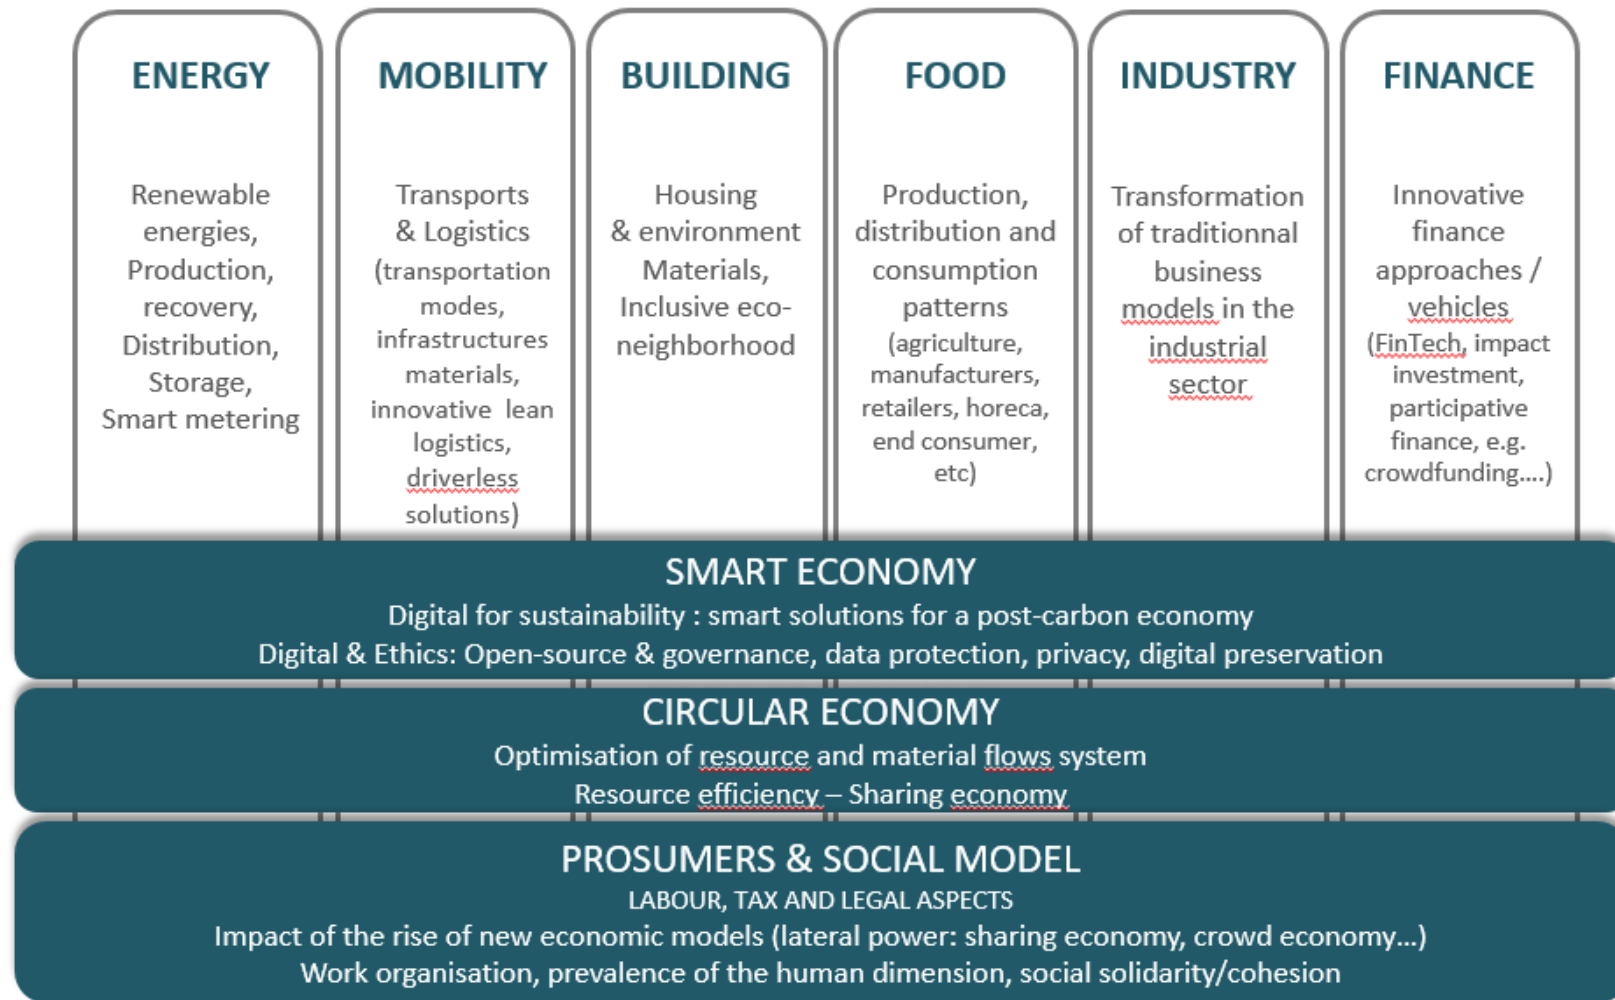 ENERGY
Renewable
energies,
Production,
recovery,
Distribution,
Storage,
Smart metering
MOBILITY
Transports
& Logistics
(transportation
modes,
infrastructures
materials,
innovative lean
logistics,
driverless
solutions)
BUILDING
Housing
& environment
Materials,
Inclusive eco-
neighborhood
FOOD
Production,
distribution and
consumption
patterns
(agriculture,
manufacturers,
retailers, horeca,
end consumer,
etc)
INDUSTRY
Transformation
of traditionnal
business
models in the
industrial
sector
FINANCE
Innovative
finance
approaches /
vehicles
(FinTech, impact
investment,
participative
finance, e.g.
crowdfunding....)
SMART ECONOMY
Digital for sustainability : smart solutions for a post-carbon economy
Digital & Ethics: Open-source & governance, data protection, privacy, digital preservation
CIRCULAR ECONOMY
Optimisation of resource and material flows system
Resource efficiency – Sharing economy
PROSUMERS & SOCIAL MODEL
LABOUR, TAX AND LEGAL ASPECTS
Impact of the rise of new economic models (lateral power: sharing economy, crowd economy...)
Work organisation, prevalence of the human dimension, social solidarity/cohesion